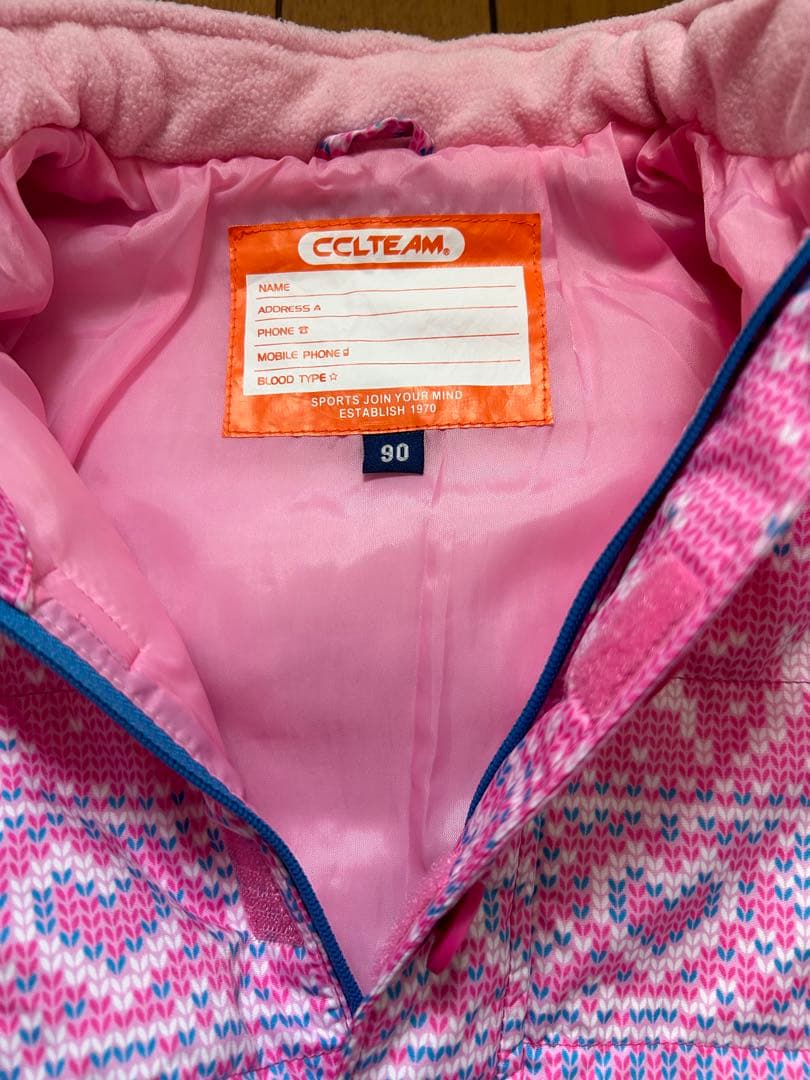 CCLTEAM®
NAME
ADDRESS
PHONE ☎
MOBILE PHONE
BLOOD TYPE ☆
SPORTS JOIN YOUR MIND
ESTABLISH 1970
90